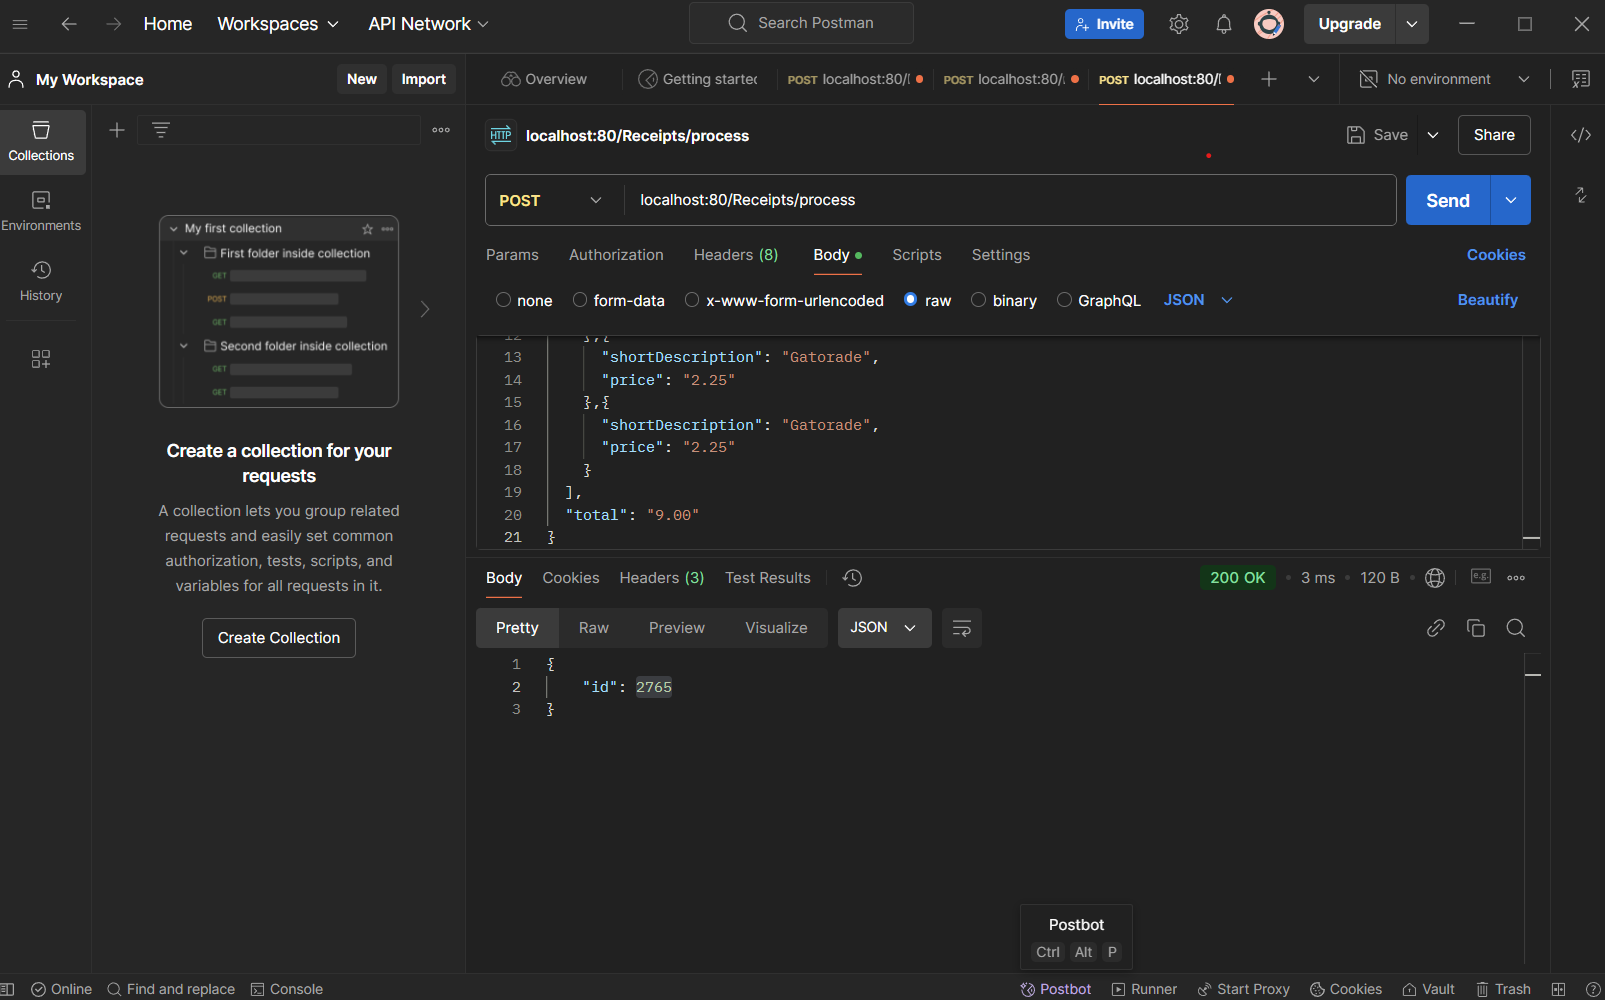 Home Workspaces API Network Search Postman Invite Upgrade
My Workspace New Import Overview Getting started POST localhost:80/ POST localhost:80/ POST localhost:80/ No environment
Collections
Environments
History
My first collection
First folder inside collection
GET
POST
GET
Second folder inside collection
GET
GET
Create a collection for your
requests
A collection lets you group related
requests and easily set common
authorization, tests, scripts, and
variables for all requests in it.
Create Collection
HTTP localhost:80/Receipts/process Save Share
POST localhost:80/Receipts/process Send
Params Authorization Headers (8) Body Scripts Settings Cookies
none form-data x-www-form-urlencoded raw binary GraphQL JSON Beautify
12 },{
13 "shortDescription": "Gatorade",
14 "price": "2.25"
15 },{
16 "shortDescription": "Gatorade",
17 "price": "2.25"
18 }
19 ],
20 "total": "9.00"
21 }
Body Cookies Headers (3) Test Results 200 OK 3 ms 120 B e.g.
Pretty Raw Preview Visualize JSON
1 {
2 "id": 2765
3 }
Postbot
Ctrl Alt P
Online Find and replace Console Postbot Runner Start Proxy Cookies Vault Trash